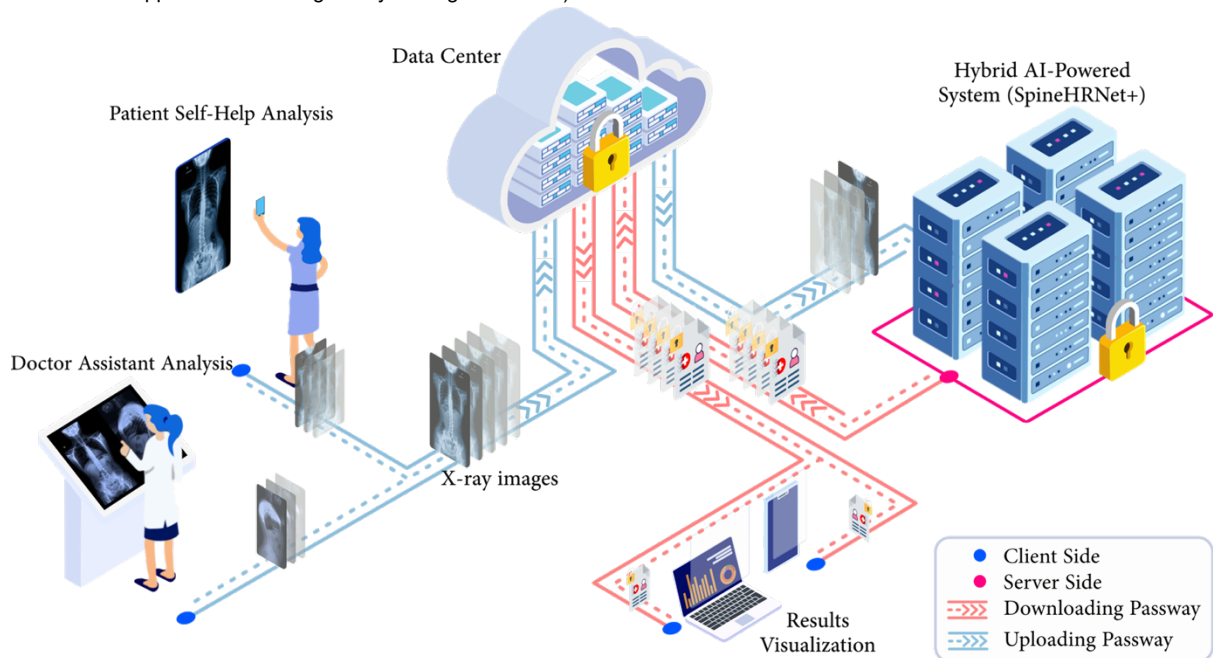 Data Center
Hybrid AI-Powered
System (SpineHRNet+)
Patient Self-Help Analysis
Doctor Assistant Analysis
X-ray images
Results
Visualization
Client Side
Server Side
Downloading Passway
Uploading Passway